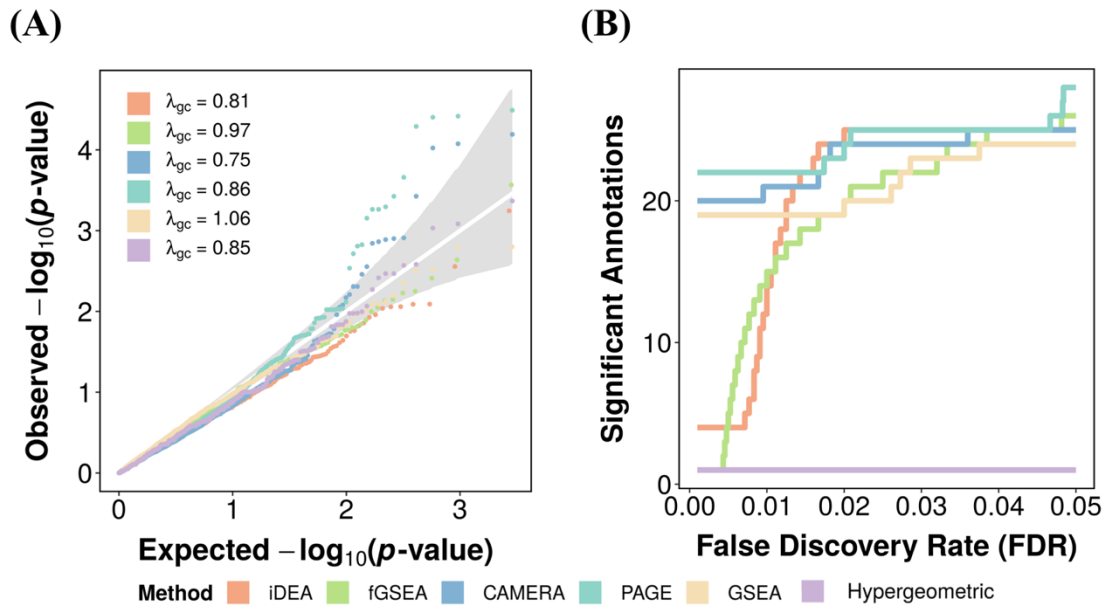 (A)
(B)
Observed −log10(p-value)
4
3
2
1
0
λgc = 0.81
λgc = 0.97
λgc = 0.75
λgc = 0.86
λgc = 1.06
λgc = 0.85
0 1 2 3
Expected −log10(p-value)
Significant Annotations
20
10
0
0.00 0.01 0.02 0.03 0.04 0.05
False Discovery Rate (FDR)
Method iDEA fGSEA CAMERA PAGE GSEA Hypergeometric